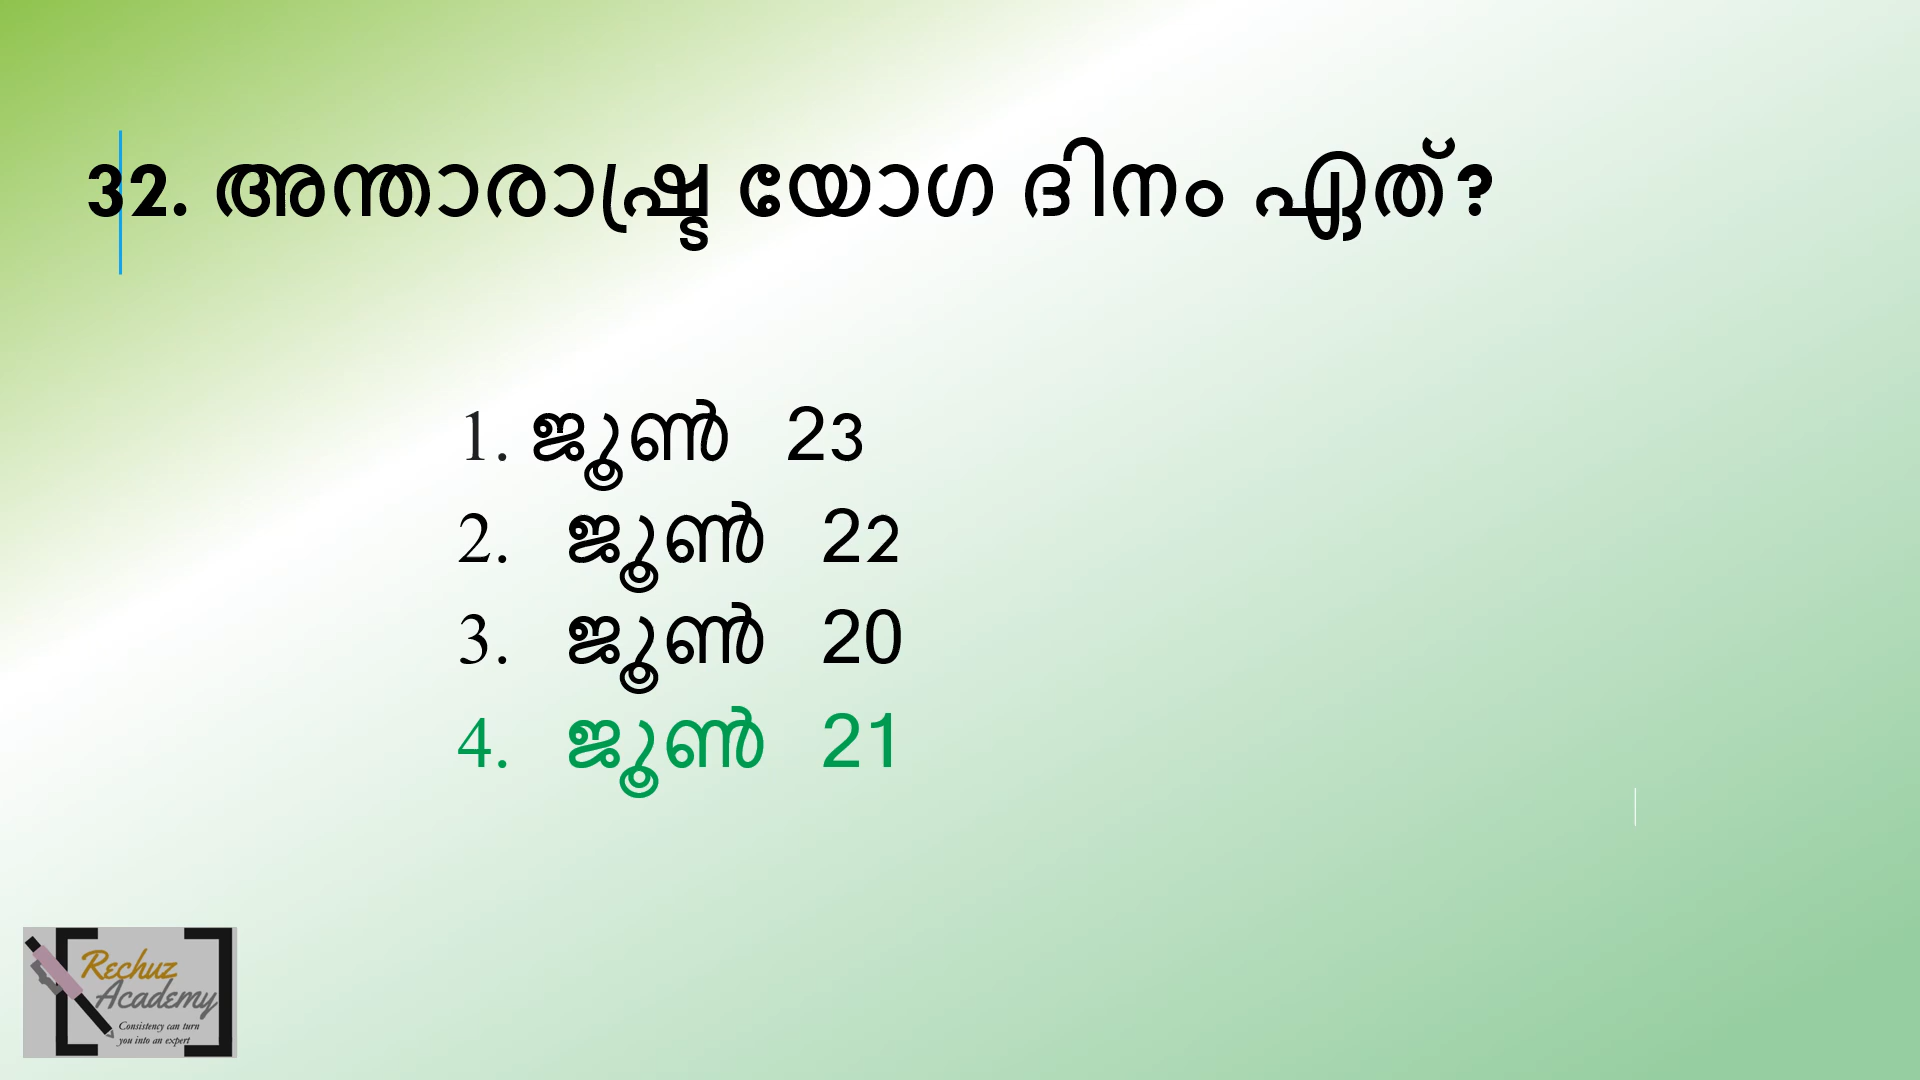 32. അന്താരാഷ്ട്ര യോഗ ദിനം ഏത്?
1. ജൂൺ 23
2. ജൂൺ 22
3. ജൂൺ 20
4. ജൂൺ 21
Rechuz
Academy
Consistency can turn
you into an expert